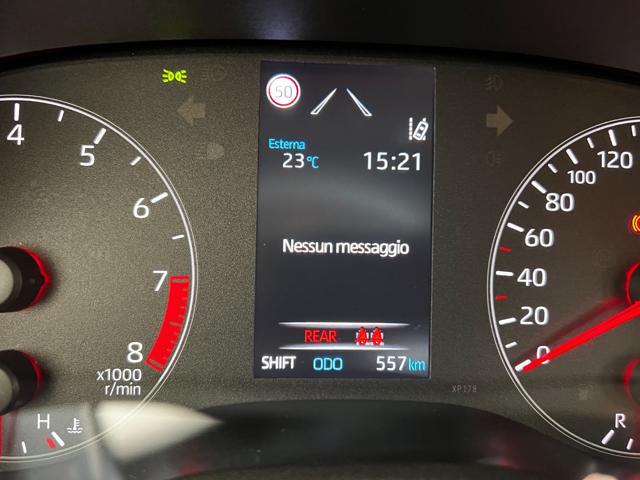 50
Esterna
23 °C 15:21
Nessun messaggio
REAR
SHIFT ODO 557 km
4
5
6
7
8
x1000
r/min
H
120
100
80
60
40
20
0
XP178
R